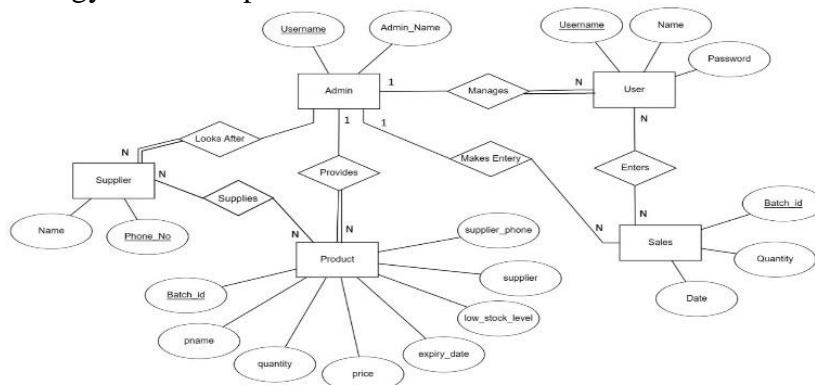 Username
Admin_Name
Username
Name
Password
Admin
1
Manages
N
User
1
1
N
Looks After
N
Supplier
N
Supplies
Provides
Makes Entery
Enters
Name
Phone_No
N
N
Product
supplier_phone
N
N
Sales
Batch_id
Quantity
Date
Batch_id
pname
quantity
price
expiry_date
low_stock_level
supplier